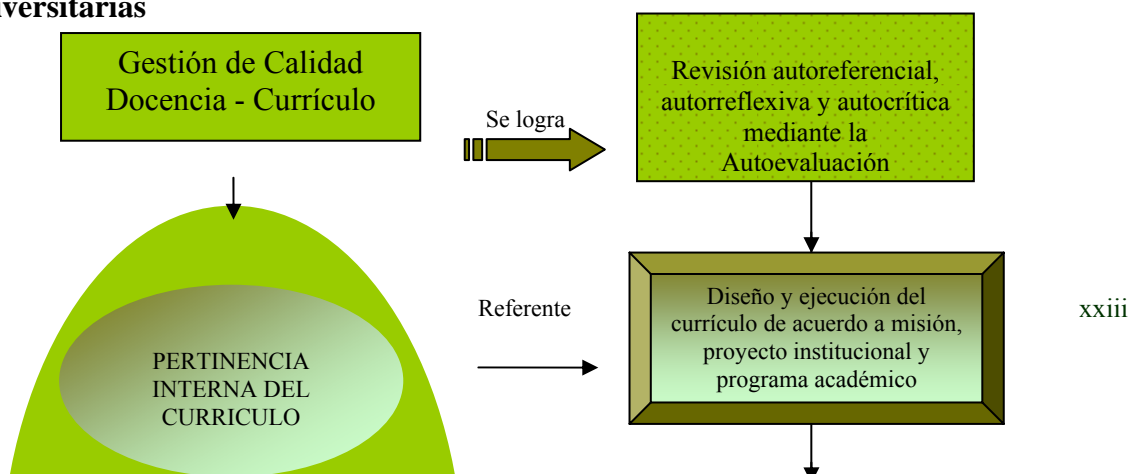 versitarias
Gestión de Calidad
Docencia - Currículo
Se logra
Revisión autoreferencial,
autorreflexiva y autocrítica
mediante la
Autoevaluación
PERTINENCIA
INTERNA DEL
CURRICULO
Referente
Diseño y ejecución del
currículo de acuerdo a misión,
proyecto institucional y
programa académico
xxiii